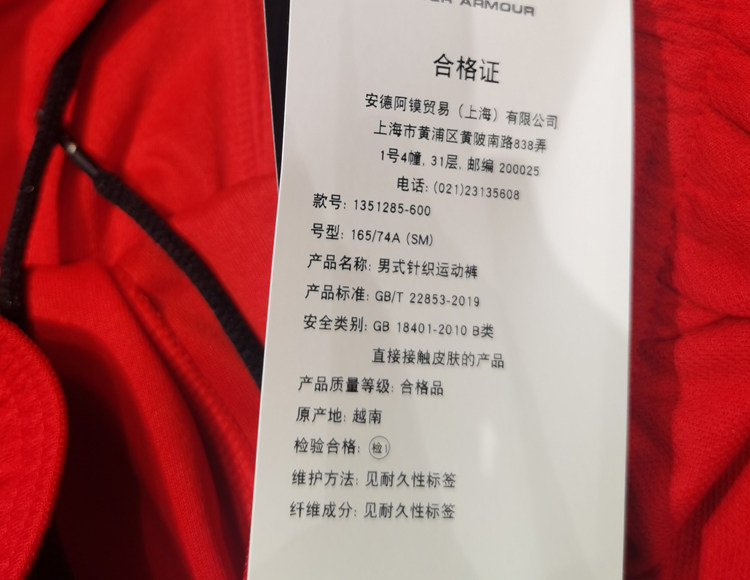 ARMOUR
合格证
安德阿镆贸易（上海）有限公司
上海市黄浦区黄陂南路838弄
1号4幢, 31层, 邮编 200025
电话: (021)23135608
款号: 1351285-600
号型: 165/74A (SM)
产品名称: 男式针织运动裤
产品标准: GB/T 22853-2019
安全类别: GB 18401-2010 B类
直接接触皮肤的产品
产品质量等级: 合格品
原产地: 越南
检验合格: 检1
维护方法: 见耐久性标签
纤维成分: 见耐久性标签